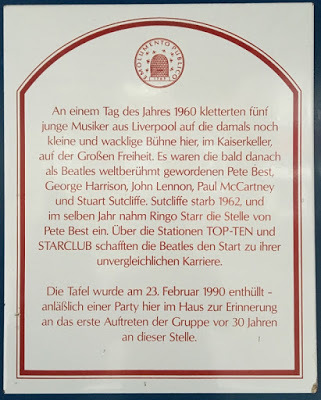 EMOLUMENTO PUBLICO
An einem Tag des Jahres 1960 kletterten fünf
junge Musiker aus Liverpool auf die damals noch
kleine und wacklige Bühne hier, im Kaiserkeller,
auf der Großen Freiheit. Es waren die bald danach
als Beatles weltberühmt gewordenen Pete Best,
George Harrison, John Lennon, Paul McCartney
und Stuart Sutcliffe. Sutcliffe starb 1962, und
im selben Jahr nahm Ringo Starr die Stelle von
Pete Best ein. Über die Stationen TOP-TEN und
STARCLUB schafften die Beatles den Start zu ihrer
unvergleichlichen Karriere.
Die Tafel wurde am 23. Februar 1990 enthüllt –
anläßlich einer Party hier im Haus zur Erinnerung
an das erste Auftreten der Gruppe vor 30 Jahren
an dieser Stelle.